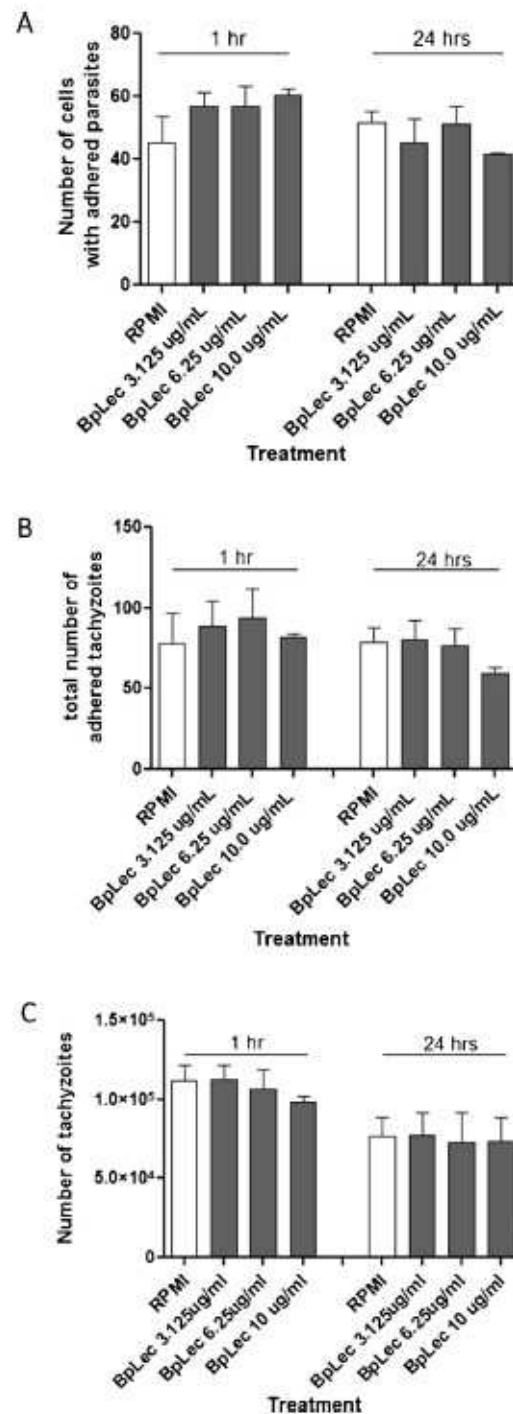 A
80
60
40
20
0
Number of cells
with adhered parasites
1 hr
24 hrs
RPMI
BpLec 3.125 ug/mL
BpLec 6.25 ug/mL
BpLec 10.0 ug/mL
RPMI
BpLec 3.125 ug/mL
BpLec 6.25 ug/mL
BpLec 10.0 ug/mL
Treatment
B
150
100
50
0
total number of
adhered tachyzoites
1 hr
24 hrs
RPMI
BpLec 3.125 ug/mL
BpLec 6.25 ug/mL
BpLec 10.0 ug/mL
RPMI
BpLec 3.125 ug/mL
BpLec 6.25 ug/mL
BpLec 10.0 ug/mL
Treatment
C
1.5×10⁵
1.0×10⁵
5.0×10⁴
0
Number of tachyzoites
1 hr
24 hrs
RPMI
BpLec 3.125ug/ml
BpLec 6.25ug/ml
BpLec 10 ug/ml
RPMI
BpLec 3.125ug/ml
BpLec 6.25ug/ml
BpLec 10 ug/ml
Treatment